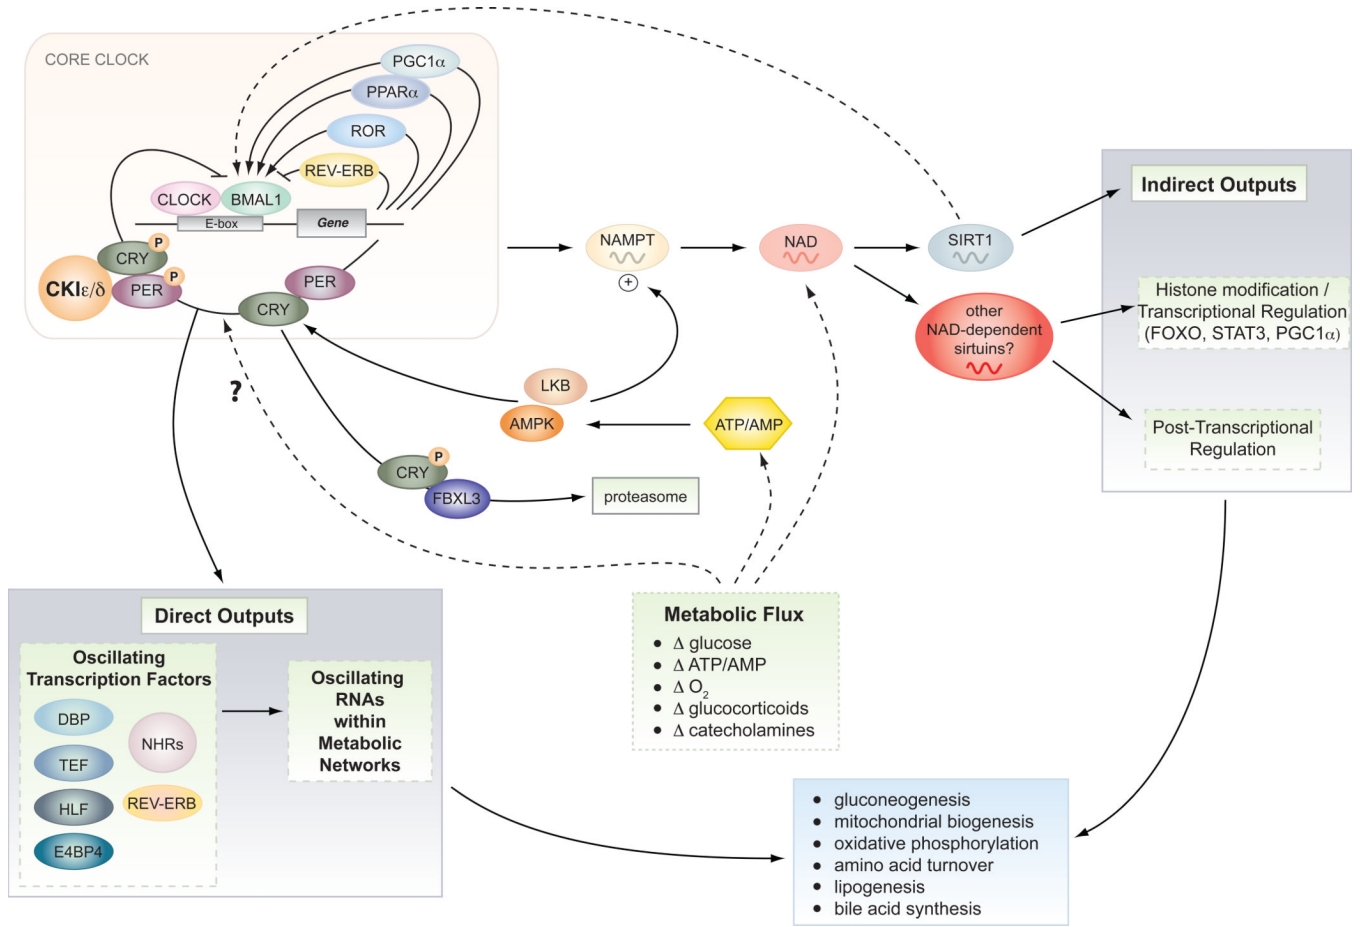 CORE CLOCK
PGC1α
PPARα
ROR
REV-ERB
CLOCK
BMAL1
E-box
Gene
P
CRY
P
CKIε/δ
PER
PER
CRY
NAMPT
+
NAD
SIRT1
other
NAD-dependent
sirtuins?
Indirect Outputs
Histone modification /
Transcriptional Regulation
(FOXO, STAT3, PGC1α)
Post-Transcriptional
Regulation
?
LKB
AMPK
ATP/AMP
P
CRY
FBXL3
proteasome
Direct Outputs
Oscillating
Transcription Factors
DBP
TEF
HLF
E4BP4
NHRs
REV-ERB
Oscillating
RNAs
within
Metabolic
Networks
Metabolic Flux
• Δ glucose
• Δ ATP/AMP
• Δ O₂
• Δ glucocorticoids
• Δ catecholamines
• gluconeogenesis
• mitochondrial biogenesis
• oxidative phosphorylation
• amino acid turnover
• lipogenesis
• bile acid synthesis